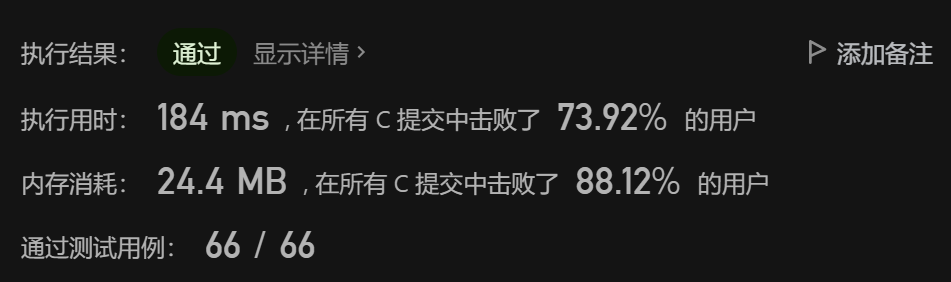 执行结果： 通过 显示详情 › 添加备注
执行用时： 184 ms , 在所有 C 提交中击败了 73.92% 的用户
内存消耗： 24.4 MB , 在所有 C 提交中击败了 88.12% 的用户
通过测试用例： 66 / 66